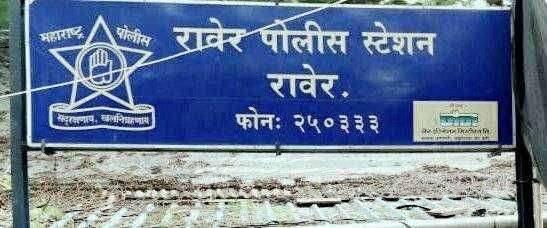 महाराष्ट्र पोलीस
सद्रक्षणाय, खलनिग्रहणाय
रावेर पोलीस स्टेशन
रावेर.
फोनः २५०३३३